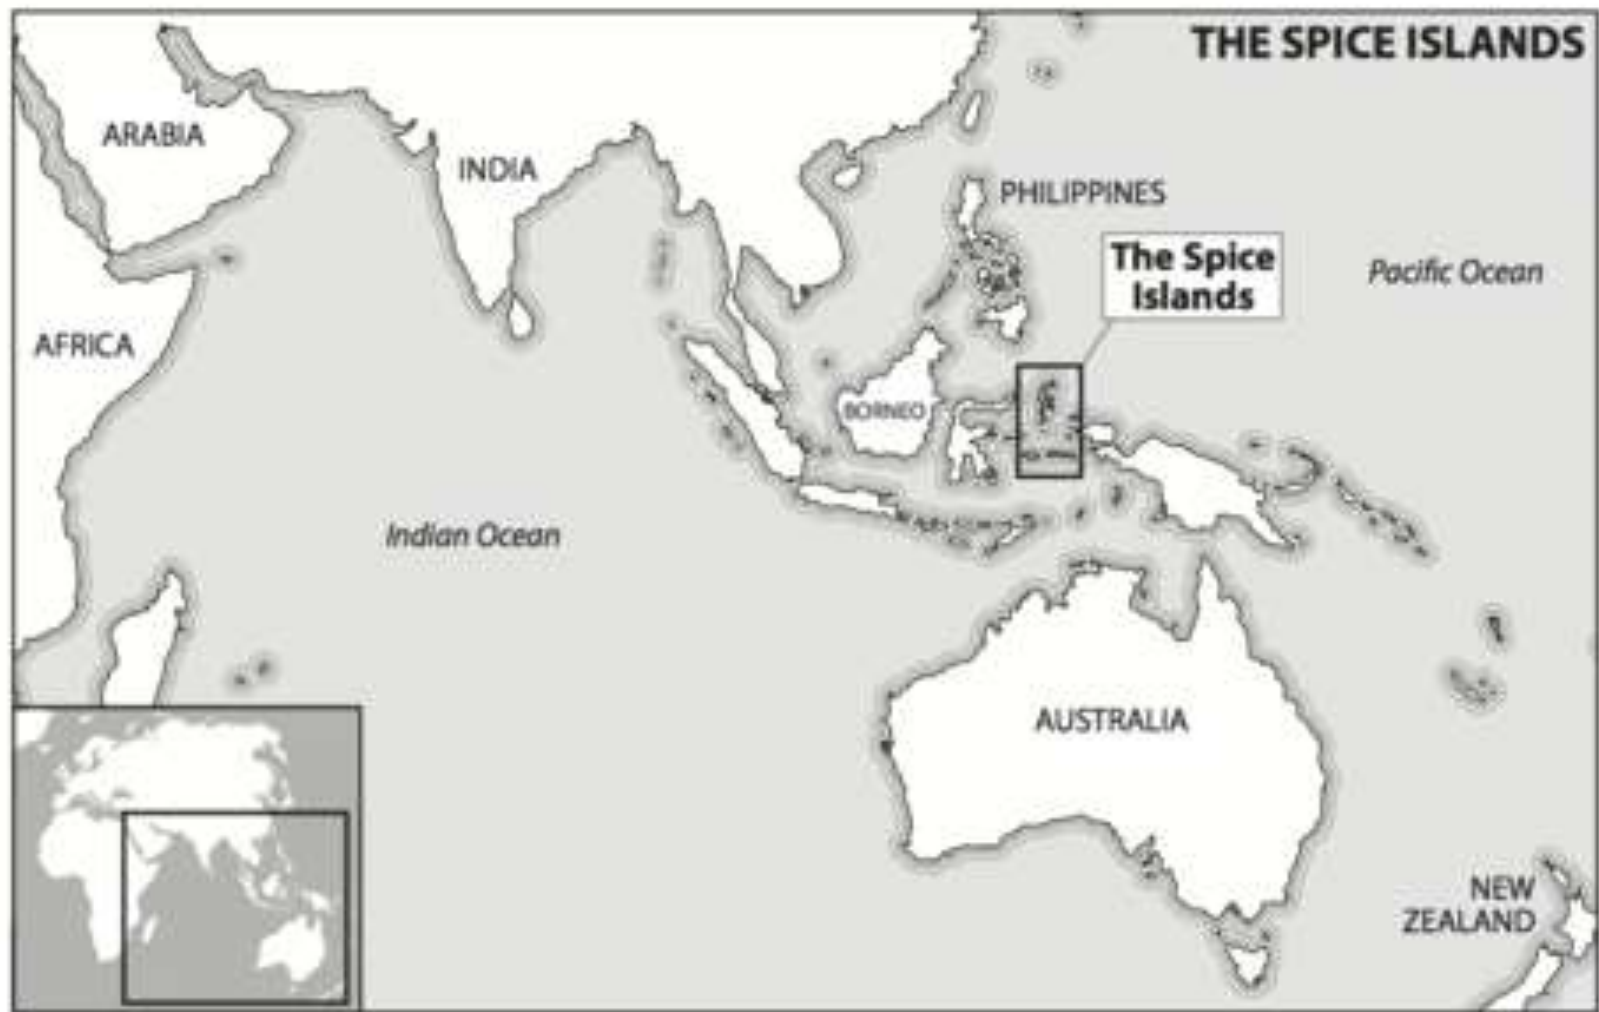 THE SPICE ISLANDS
ARABIA
INDIA
PHILIPPINES
The Spice
Islands
Pacific Ocean
AFRICA
BORNEO
Indian Ocean
AUSTRALIA
NEW
ZEALAND